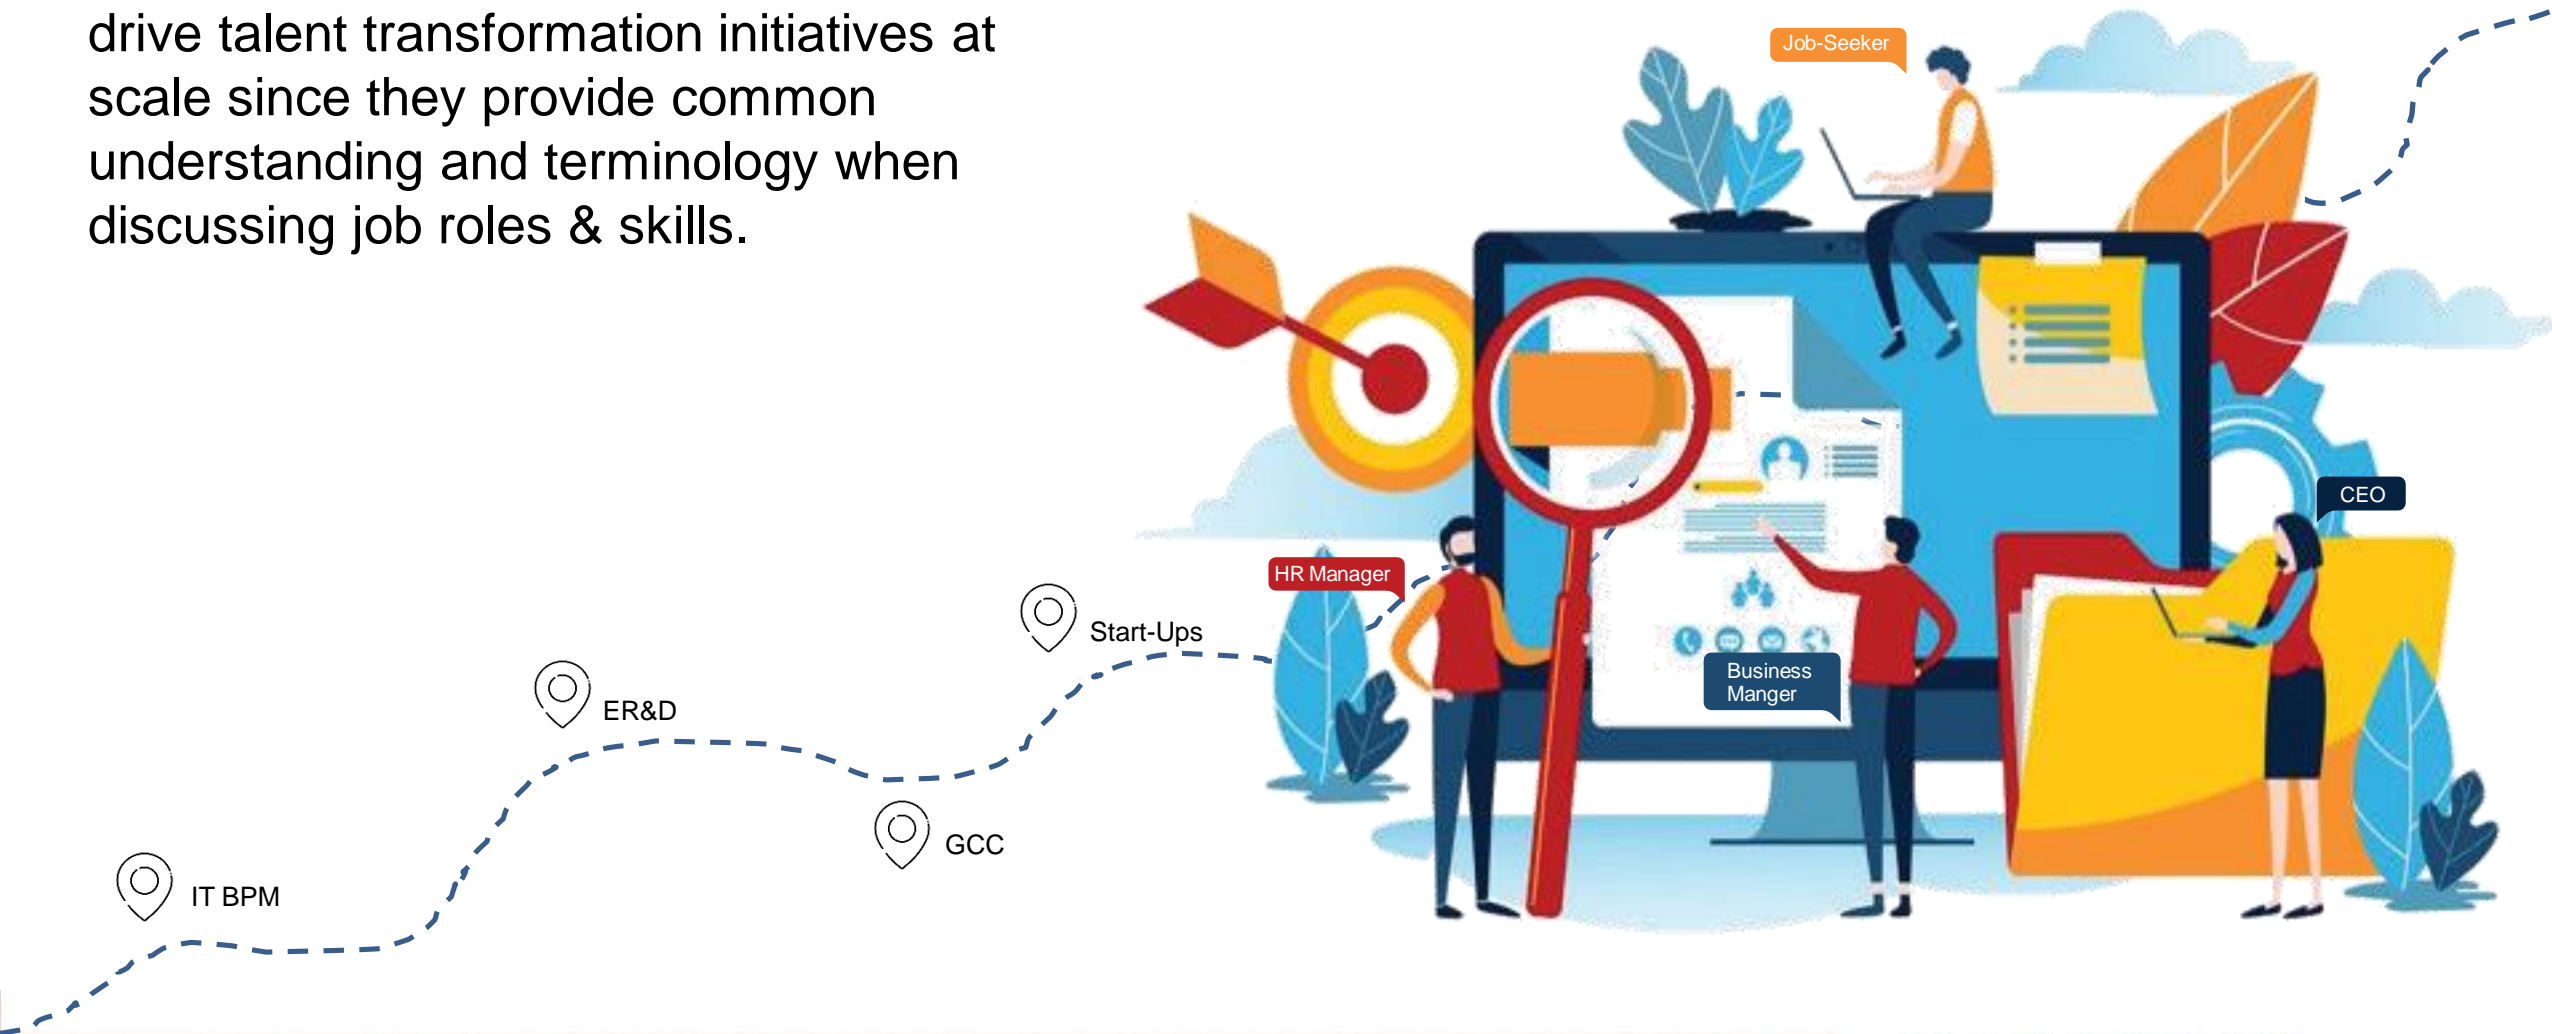 drive talent transformation initiatives at
scale since they provide common
understanding and terminology when
discussing job roles & skills.
Job-Seeker
CEO
HR Manager
Start-Ups
Business
Manger
ER&D
GCC
IT BPM